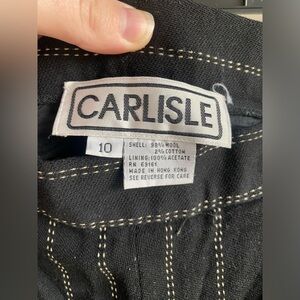 CARLISLE
10
SHELL: 98% WOOL
2% COTTON
LINING: 100% ACETATE
RN 69161
MADE IN HONG KONG
SEE REVERSE FOR CARE